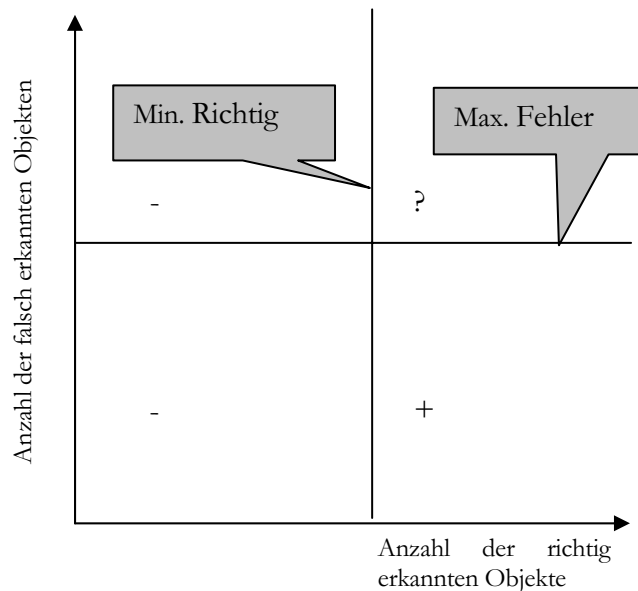 Anzahl der falsch erkannten Objekten
Min. Richtig
Max. Fehler
-
?
-
+
Anzahl der richtig
erkannten Objekte